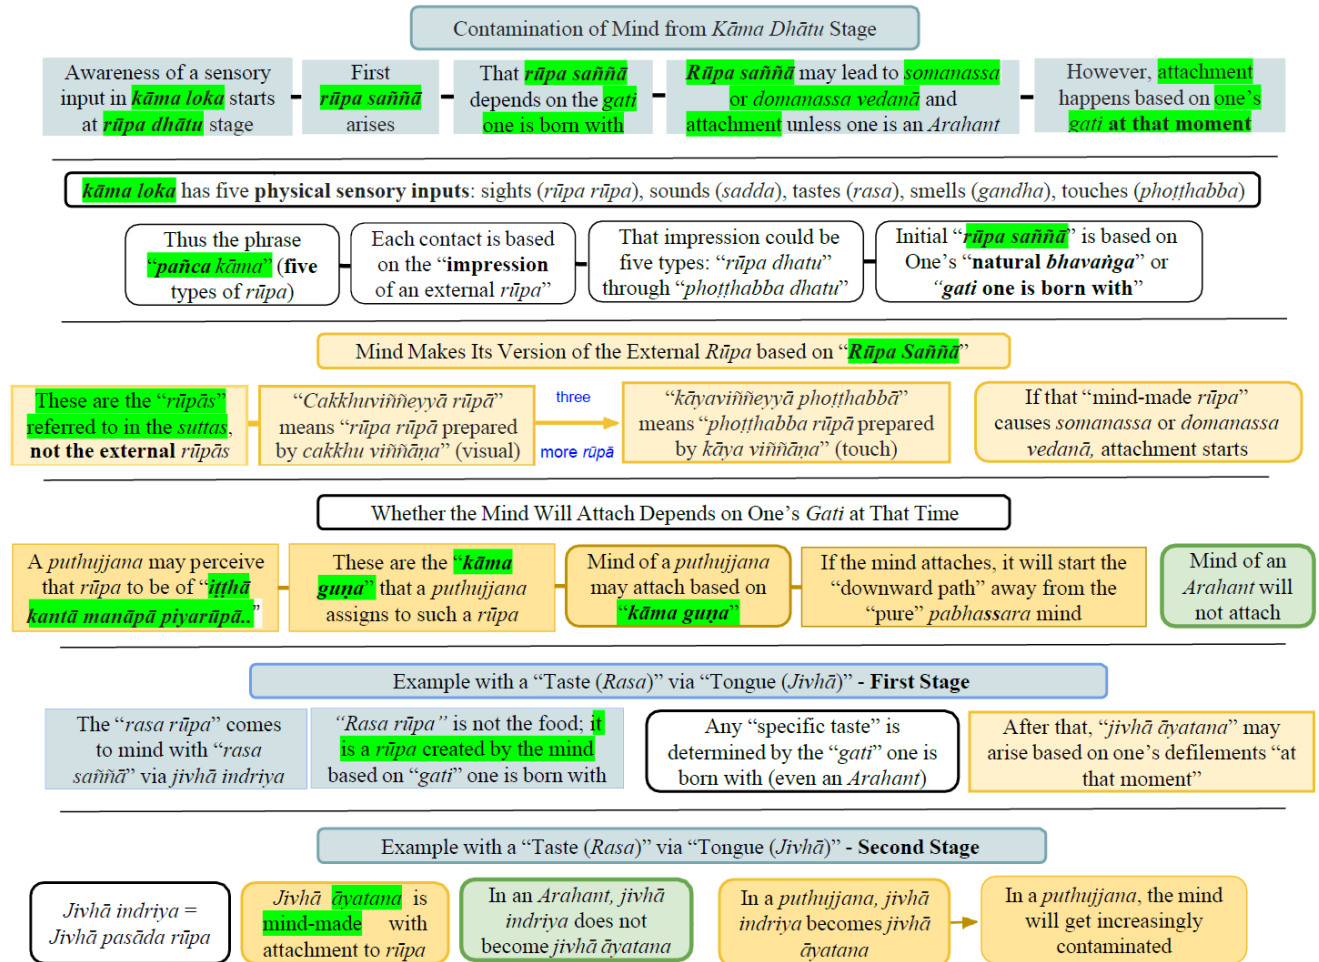 Contamination of Mind from Kāma Dhātu Stage
Awareness of a sensory
input in kāma loka starts
at rūpa dhātu stage
First
rūpa saññā
arises
That rūpa saññā
depends on the gati
one is born with
Rūpa saññā may lead to somanassa
or domanassa vedanā and
attachment unless one is an Arahant
However, attachment
happens based on one’s
gati at that moment
kāma loka has five physical sensory inputs: sights (rūpa rūpa), sounds (sadda), tastes (rasa), smells (gandha), touches (phoṭṭhabba)
Thus the phrase
“pañca kāma” (five
types of rūpa)
Each contact is based
on the “impression
of an external rūpa”
That impression could be
five types: “rūpa dhatu”
through “phoṭṭhabba dhatu”
Initial “rūpa saññā” is based on
One’s “natural bhavaṅga” or
“gati one is born with”
Mind Makes Its Version of the External Rūpa based on “Rūpa Saññā”
These are the “rūpās”
referred to in the suttas,
not the external rūpās
“Cakkhuviññeyyā rūpā”
means “rūpa rūpā prepared
by cakkhu viññāṇa” (visual)
three
more rūpā
“kāyaviññeyyā phoṭṭhabbā”
means “phoṭṭhabba rūpā prepared
by kāya viññāṇa” (touch)
If that “mind-made rūpa”
causes somanassa or domanassa
vedanā, attachment starts
Whether the Mind Will Attach Depends on One’s Gati at That Time
A puthujjana may perceive
that rūpa to be of “iṭṭhā
kantā manāpā piyarūpā..”
These are the “kāma
guṇa” that a puthujjana
assigns to such a rūpa
Mind of a puthujjana
may attach based on
“kāma guṇa”
If the mind attaches, it will start the
“downward path” away from the
“pure” pabhassara mind
Mind of an
Arahant will
not attach
Example with a “Taste (Rasa)” via “Tongue (Jivhā)” - First Stage
The “rasa rūpa” comes
to mind with “rasa
saññā” via jivhā indriya
“Rasa rūpa” is not the food; it
is a rūpa created by the mind
based on “gati” one is born with
Any “specific taste” is
determined by the “gati” one is
born with (even an Arahant)
After that, “jivhā āyatana” may
arise based on one’s defilements “at
that moment”
Example with a “Taste (Rasa)” via “Tongue (Jivhā)” - Second Stage
Jivhā indriya =
Jivhā pasāda rūpa
Jivhā āyatana is
mind-made with
attachment to rūpa
In an Arahant, jivhā
indriya does not
become jivhā āyatana
In a puthujjana, jivhā
indriya becomes jivhā
āyatana
In a puthujjana, the mind
will get increasingly
contaminated